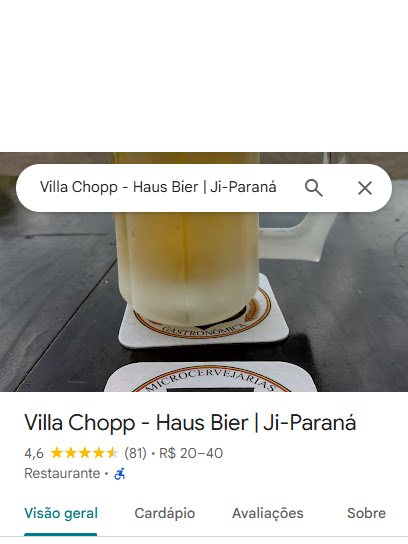 Villa Chopp - Haus Bier | Ji-Paraná
GASTRONÔMICA
MICROCERVEJARIAS
Villa Chopp - Haus Bier | Ji-Paraná
4,6 (81) · R$ 20–40
Restaurante ·
Visão geral Cardápio Avaliações Sobre